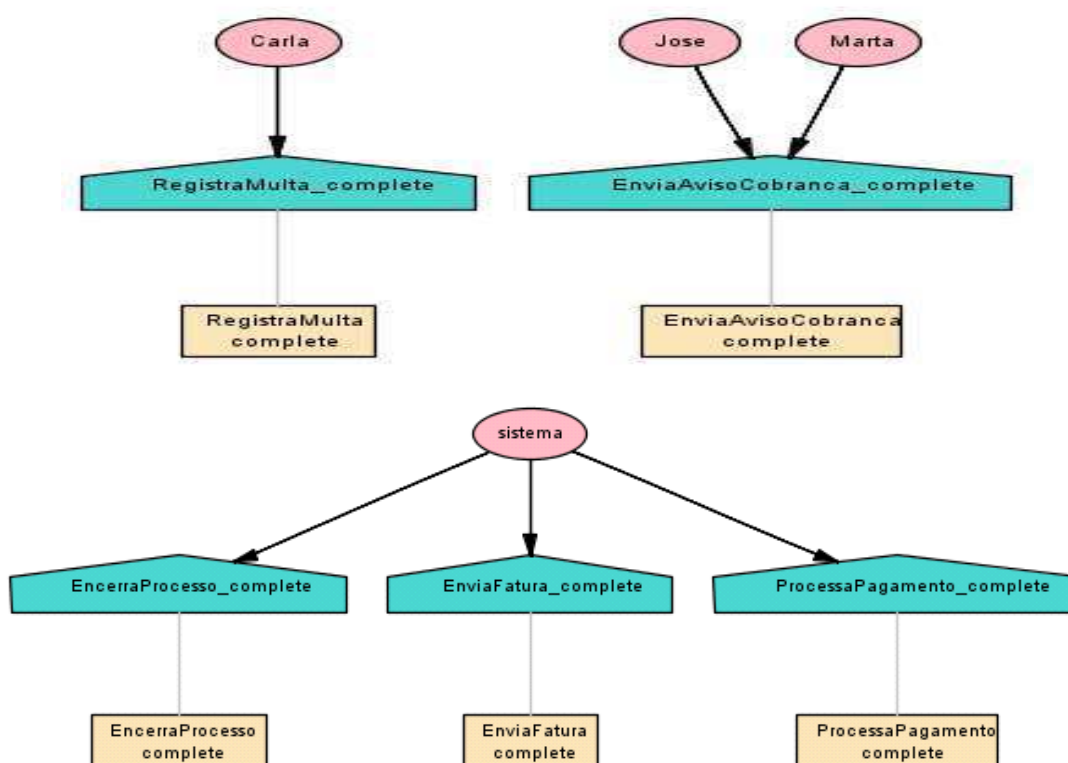 Carla
Jose
Marta
RegistraMulta_complete
EnviaAvisoCobranca_complete
RegistraMulta
complete
EnviaAvisoCobranca
complete
sistema
EncerraProcesso_complete
EnviaFatura_complete
ProcessaPagamento_complete
EncerraProcesso
complete
EnviaFatura
complete
ProcessaPagamento
complete